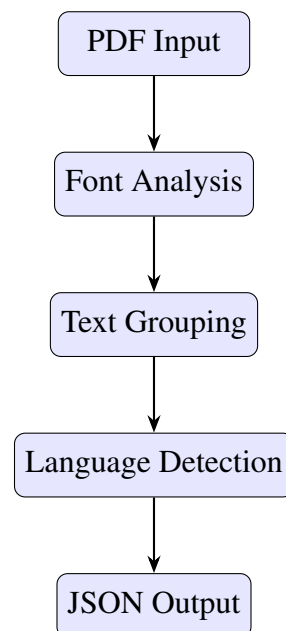 PDF Input
Font Analysis
Text Grouping
Language Detection
JSON Output